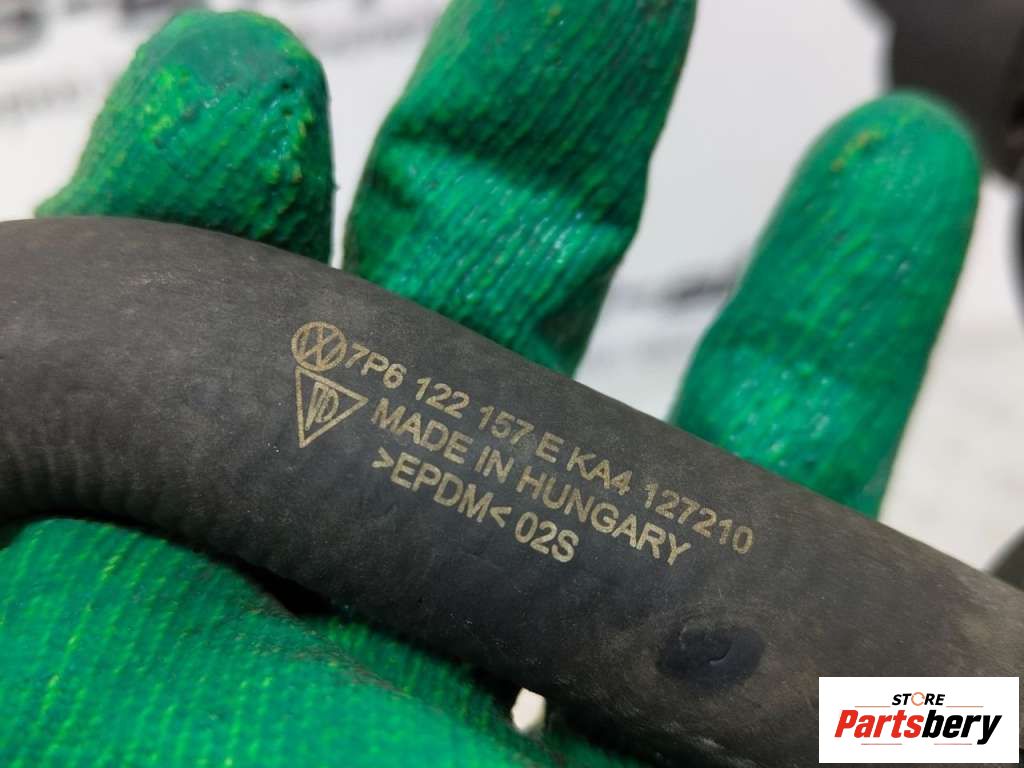 7P6 122 157 E KA4 127210
MADE IN HUNGARY
>EPDM< 02S
STORE
Partsbery